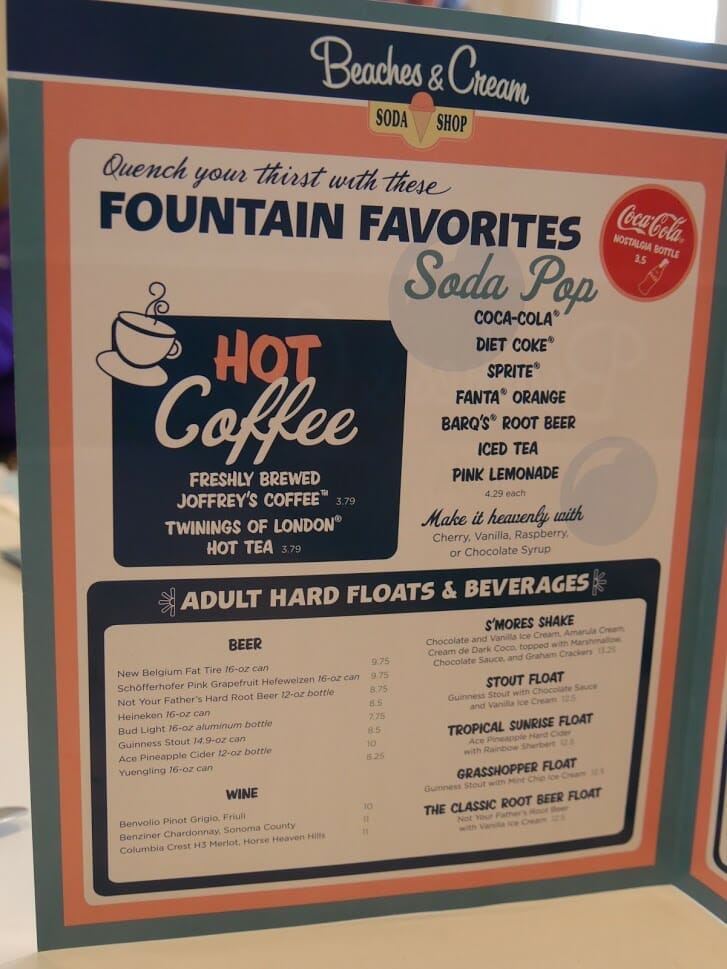 Beaches & Cream
SODA SHOP
Quench your thirst with these
FOUNTAIN FAVORITES
Coca-Cola®
NOSTALGIA BOTTLE
3.5
Soda Pop
COCA-COLA®
DIET COKE®
SPRITE®
FANTA® ORANGE
BARQ'S® ROOT BEER
ICED TEA
PINK LEMONADE
4.29 each
Make it heavenly with
Cherry, Vanilla, Raspberry,
or Chocolate Syrup
HOT
Coffee
FRESHLY BREWED
JOFFREY'S COFFEE™ 3.79
TWININGS OF LONDON®
HOT TEA 3.79
ADULT HARD FLOATS & BEVERAGES
BEER
New Belgium Fat Tire 16-oz can 9.75
Schöfferhofer Pink Grapefruit Hefeweizen 16-oz can 9.75
Not Your Father's Hard Root Beer 12-oz bottle 8.75
Heineken 16-oz can 8.5
Bud Light 16-oz aluminum bottle 7.75
Guinness Stout 14.9-oz can 8.5
Ace Pineapple Cider 12-oz bottle 10
Yuengling 16-oz can 8.25
WINE
Benvolio Pinot Grigio, Friuli 10
Benziner Chardonnay, Sonoma County 11
Columbia Crest H3 Merlot, Horse Heaven Hills 11
S'MORES SHAKE
Chocolate and Vanilla Ice Cream, Amarula Cream,
Creme de Dark Coco, topped with Marshmallow,
Chocolate Sauce, and Graham Crackers 13.25
STOUT FLOAT
Guinness Stout with Chocolate Sauce
and Vanilla Ice Cream 12.5
TROPICAL SUNRISE FLOAT
Ace Pineapple Hard Cider
with Rainbow Sherbert 12.5
GRASSHOPPER FLOAT
Guinness Stout with Mint Chip Ice Cream 12.5
THE CLASSIC ROOT BEER FLOAT
Not Your Father's Root Beer
with Vanilla Ice Cream 12.5